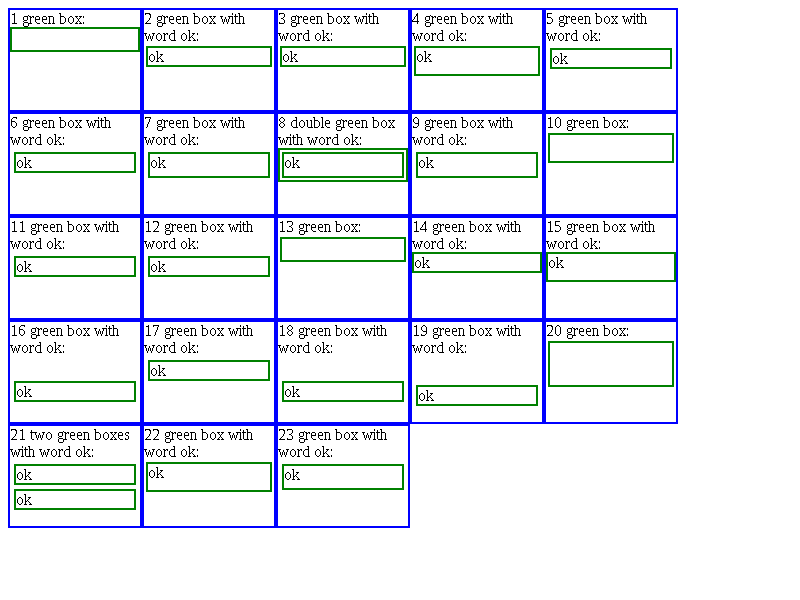 1 green box:
2 green box with
word ok:
ok
3 green box with
word ok:
ok
4 green box with
word ok:
ok
5 green box with
word ok:
ok
6 green box with
word ok:
ok
7 green box with
word ok:
ok
8 double green box
with word ok:
ok
9 green box with
word ok:
ok
10 green box:
11 green box with
word ok:
ok
12 green box with
word ok:
ok
13 green box:
14 green box with
word ok:
ok
15 green box with
word ok:
ok
16 green box with
word ok:
ok
17 green box with
word ok:
ok
18 green box with
word ok:
ok
19 green box with
word ok:
ok
20 green box:
21 two green boxes
with word ok:
ok
ok
22 green box with
word ok:
ok
23 green box with
word ok:
ok